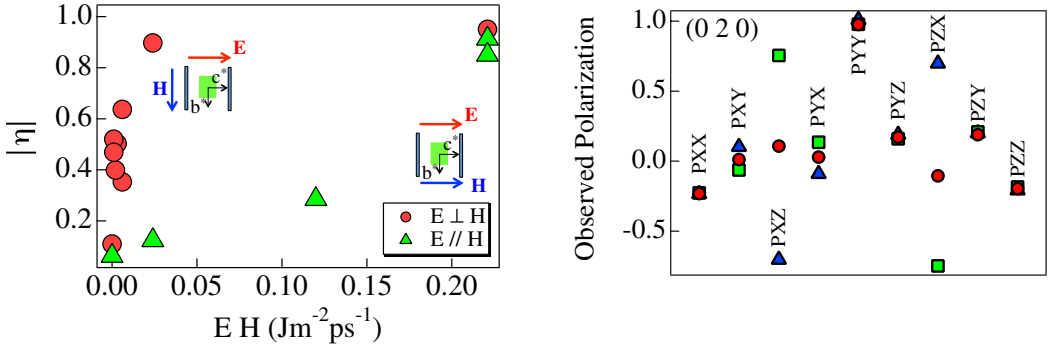 1.0
0.8
0.6
0.4
0.2
|η|
0.00
0.05
0.10
0.15
0.20
E H (Jm⁻²ps⁻¹)
E
H
c*
b*
E
c*
b*
H
E ⊥ H
E // H
Observed Polarization
1.0
0.5
0.0
-0.5
(0 2 0)
PXX
PXY
PXZ
PYX
PYY
PYZ
PZX
PZY
PZZ